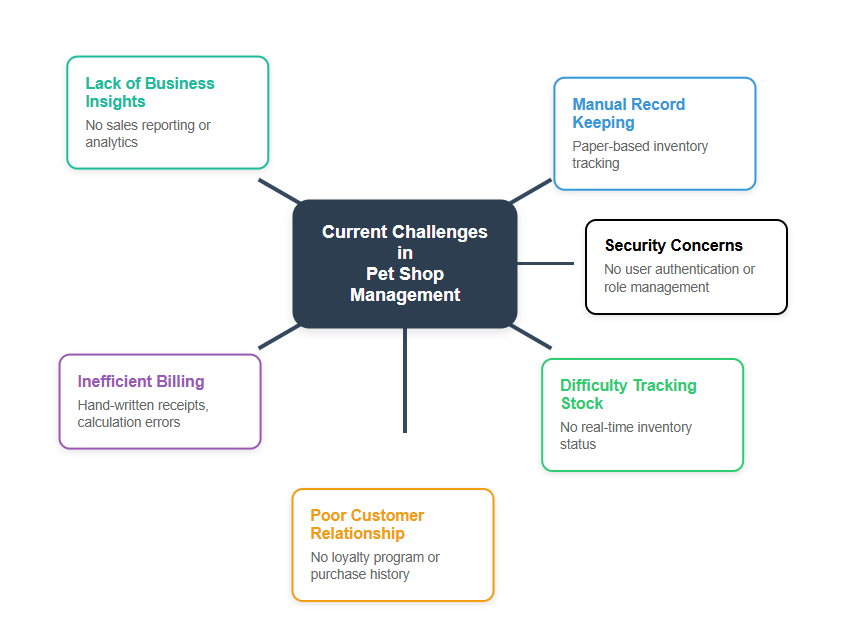 Lack of Business
Insights
No sales reporting or
analytics
Manual Record
Keeping
Paper-based inventory
tracking
Current Challenges
in
Pet Shop
Management
Security Concerns
No user authentication or
role management
Inefficient Billing
Hand-written receipts,
calculation errors
Difficulty Tracking
Stock
No real-time inventory
status
Poor Customer
Relationship
No loyalty program or
purchase history